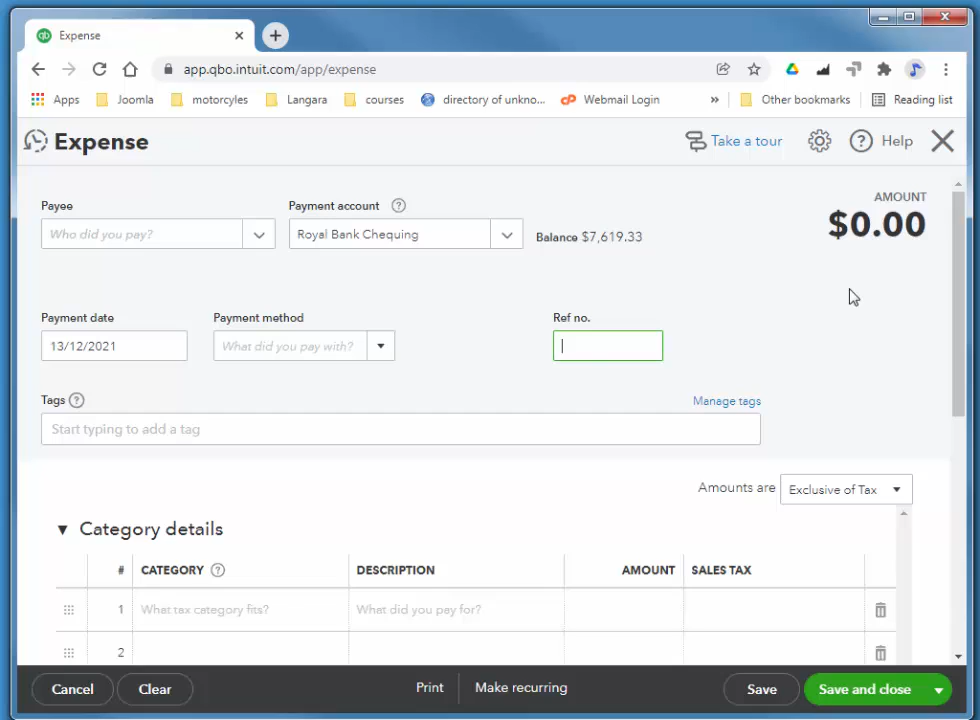 Expense
app.qbo.intuit.com/app/expense
Apps Joomla motorcyles Langara courses directory of unkno... Webmail Login » Other bookmarks Reading list
Expense Take a tour Help
AMOUNT
$0.00
Payee Payment account
Who did you pay? Royal Bank Chequing Balance $7,619.33
Payment date Payment method Ref no.
13/12/2021 What did you pay with?
Tags Manage tags
Start typing to add a tag
Amounts are Exclusive of Tax
Category details
# CATEGORY DESCRIPTION AMOUNT SALES TAX
1 What tax category fits? What did you pay for?
2
Cancel Clear Print Make recurring Save Save and close